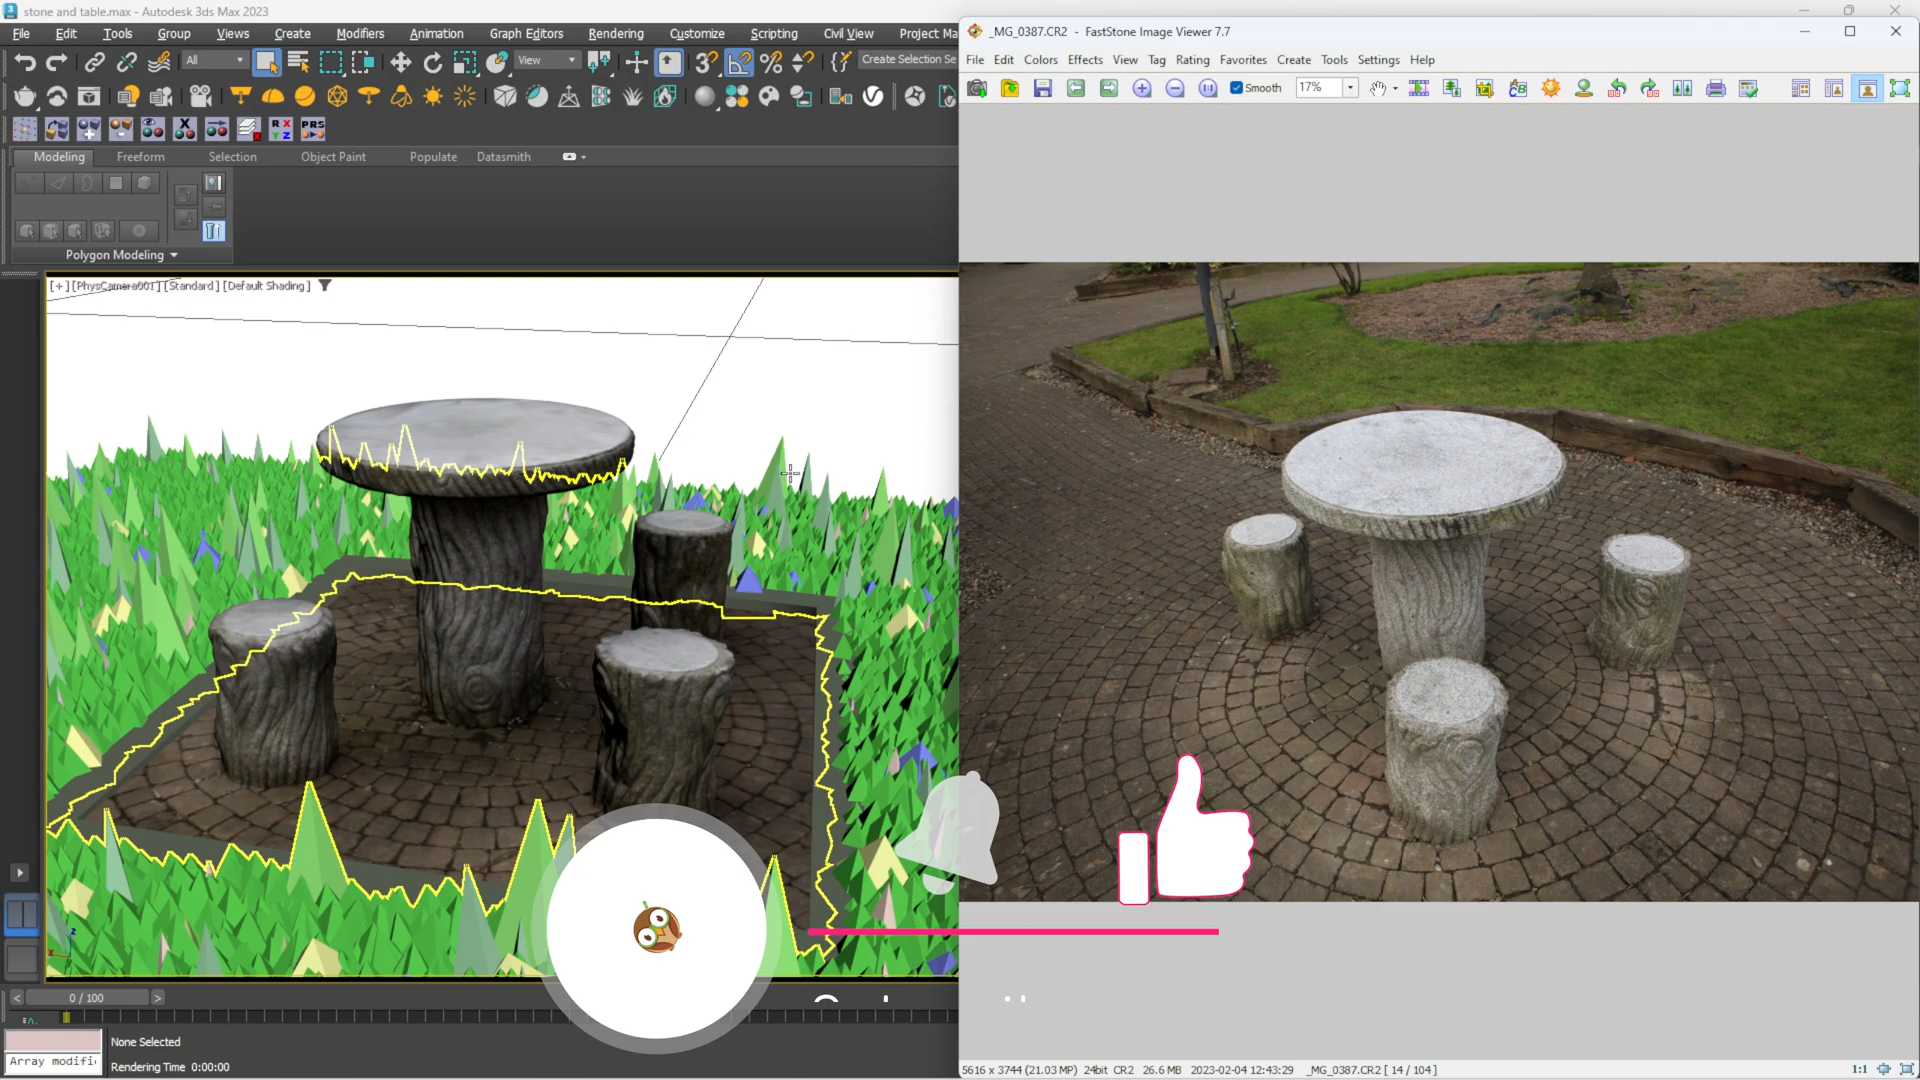 stone and table.max - Autodesk 3ds Max 2023
File Edit Tools Group Views Create Modifiers Animation Graph Editors Rendering Customize Scripting Civil View Project Ma
All View Create Selection Se
R X Y Z PRS
Modeling Freeform Selection Object Paint Populate Datasmith
Polygon Modeling
[+] [PhysCamera001] [Standard] [Default Shading]
0 / 100
Array modifi
None Selected
Rendering Time 0:00:00
_MG_0387.CR2 - FastStone Image Viewer 7.7
File Edit Colors Effects View Tag Rating Favorites Create Tools Settings Help
Smooth 17%
5616 x 3744 (21.03 MP) 24bit CR2 26.6 MB 2023-02-04 12:43:29 _MG_0387.CR2 [ 14 / 104 ]
1:1